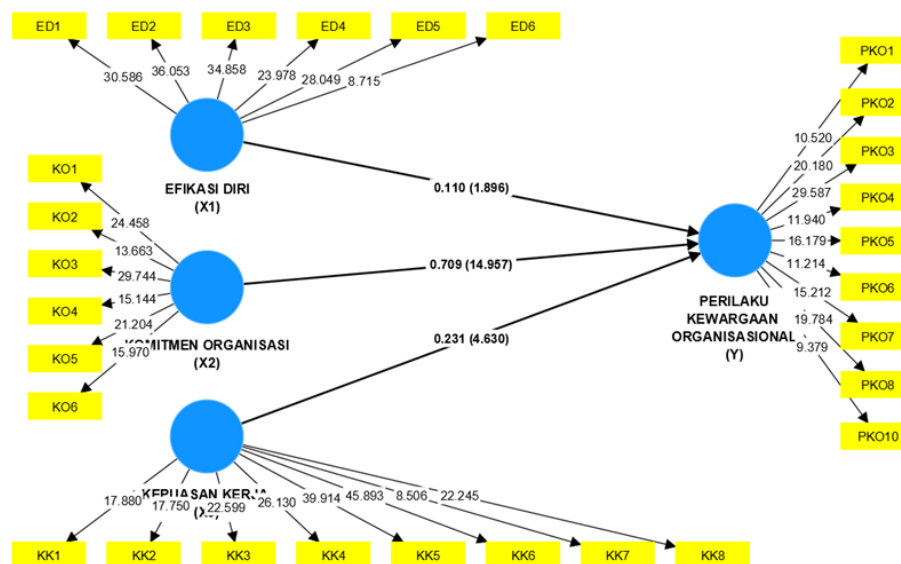 ED1 ED2 ED3 ED4 ED5 ED6
30.586 36.053 34.858 23.978 28.049 8.715
EFIKASI DIRI
(X1)
KO1
KO2
KO3
KO4
KO5
KO6
24.458
13.663
29.744
15.144
21.204
15.970
KOMITMEN ORGANISASI
(X2)
0.110 (1.896)
0.709 (14.957)
0.231 (4.630)
PKO1
PKO2
PKO3
PKO4
PKO5
PKO6
PKO7
PKO8
PKO10
10.520
20.180
29.587
11.940
16.179
11.214
15.212
19.784
9.379
PERILAKU
KEWARGAAN
ORGANISASIONAL
(Y)
KEPUASAN KERJA
17.880 17.750 22.599 26.130 39.914 45.893 8.506 22.245
KK1 KK2 KK3 KK4 KK5 KK6 KK7 KK8